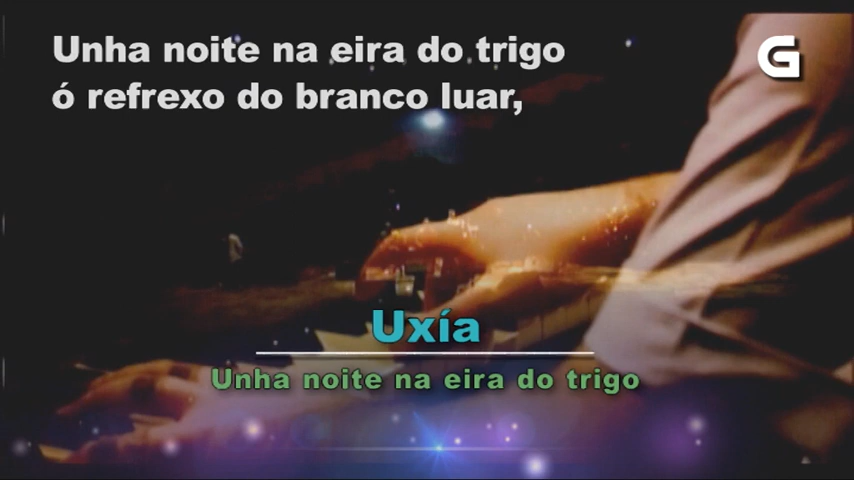 Unha noite na eira do trigo
ó refrexo do branco luar,
G
Uxía
Unha noite na eira do trigo